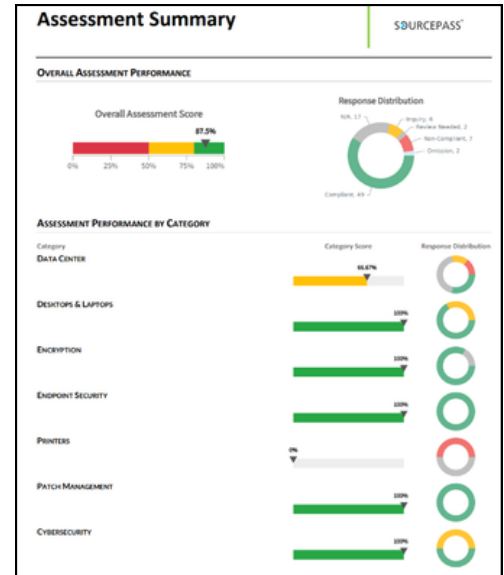 Assessment Summary
SOURCEPASS
OVERALL ASSESSMENT PERFORMANCE
Overall Assessment Score
87.5%
0% 25% 50% 75% 100%
Response Distribution
N/A, 17
Inquiry, 6
Review Needed, 2
Non-Compliant, 7
Omission, 2
Compliant, 49
ASSESSMENT PERFORMANCE BY CATEGORY
Category Category Score Response Distribution
DATA CENTER
66.67%
DESKTOPS & LAPTOPS
100%
ENCRYPTION
100%
ENDPOINT SECURITY
100%
PRINTERS
0%
PATCH MANAGEMENT
100%
CYBERSECURITY
100%